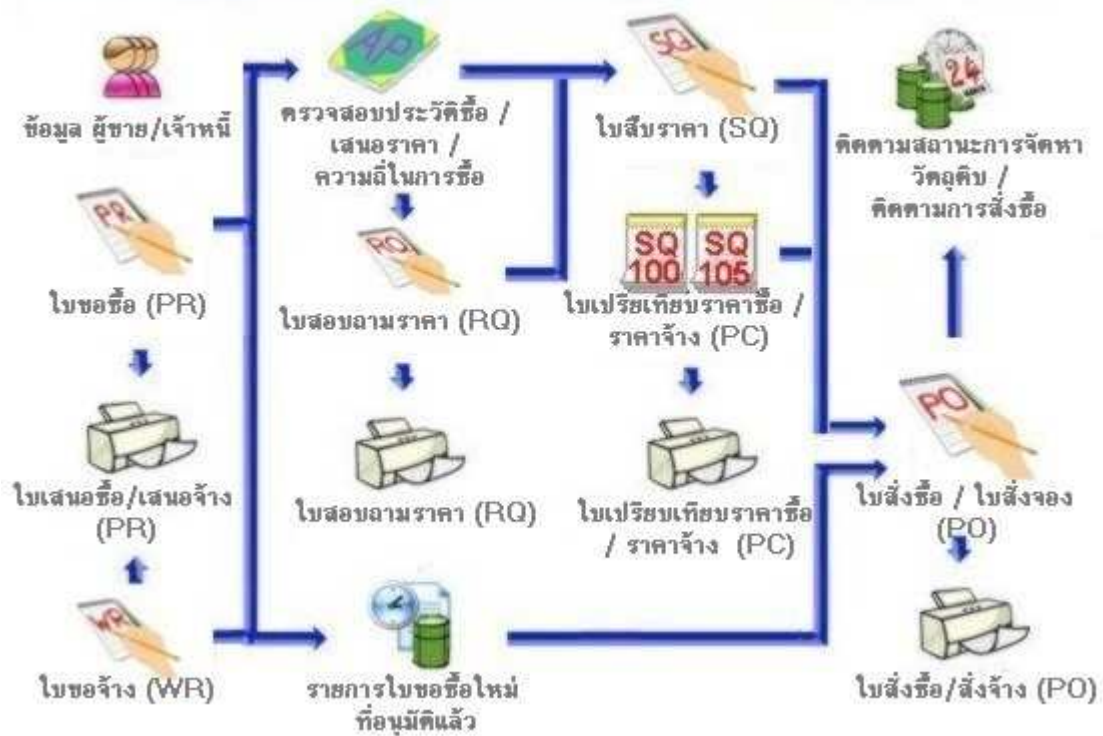 AP
SQ
24
ข้อมูล ผู้ขาย/เจ้าหนี้
ตรวจสอบประวัติซื้อ /
เสนอราคา /
ความถี่ในการซื้อ
ใบสืบราคา (SQ)
ติดตามสถานะการจัดหา
วัตถุดิบ /
ติดตามการสั่งซื้อ
PR
RQ
SQ
100
SQ
105
ใบขอซื้อ (PR)
ใบสอบถามราคา (RQ)
ใบเปรียเทียบราคาซื้อ /
ราคาจ้าง (PC)
PO
ใบเสนอซื้อ/เสนอจ้าง
(PR)
ใบสอบถามราคา (RQ)
ใบเปรียบเทียบราคาซื้อ
/ ราคาจ้าง (PC)
ใบสั่งซื้อ / ใบสั่งจอง
(PO)
WR
ใบขอจ้าง (WR)
รายการใบขอซื้อใหม่
ที่อนุมัติแล้ว
ใบสั่งซื้อ/สั่งจ้าง (PO)